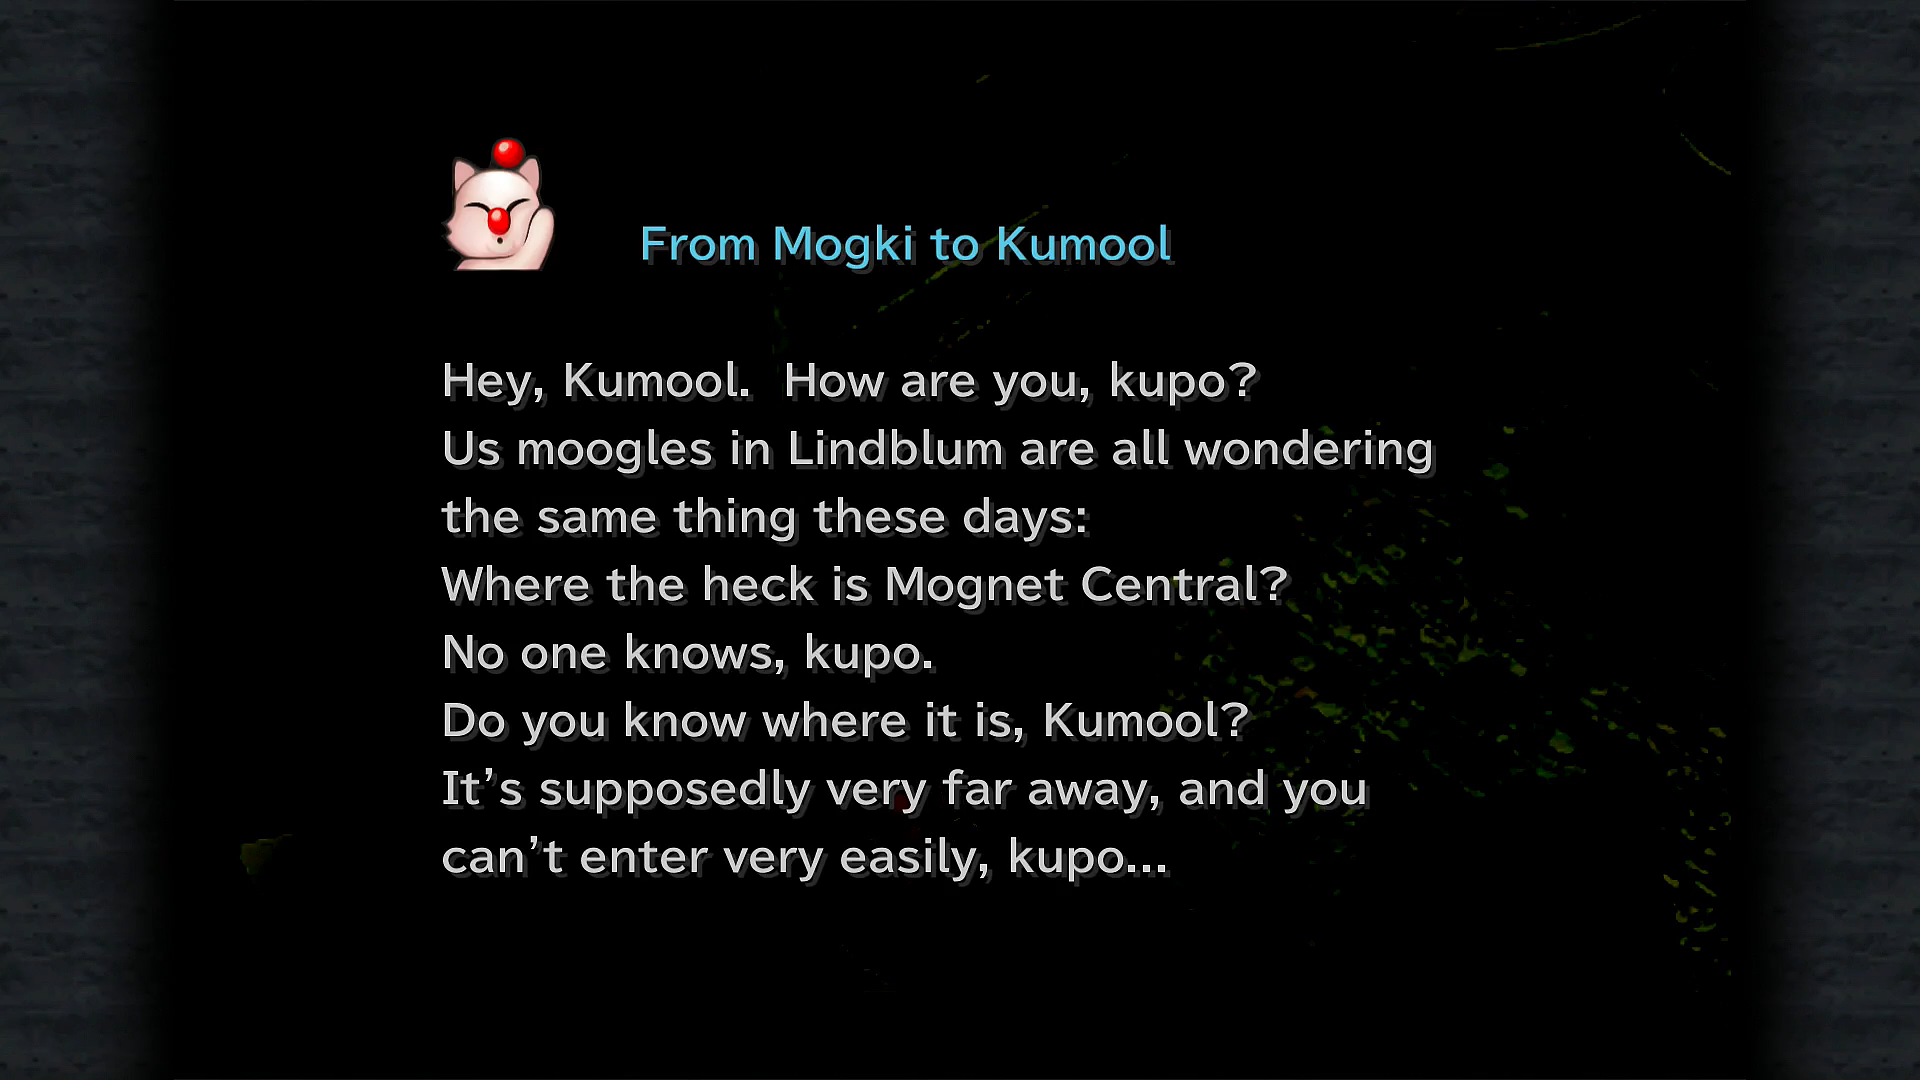 From Mogki to Kumool
Hey, Kumool.  How are you, kupo?
Us moogles in Lindblum are all wondering
the same thing these days:
Where the heck is Mognet Central?
No one knows, kupo.
Do you know where it is, Kumool?
It’s supposedly very far away, and you
can’t enter very easily, kupo...